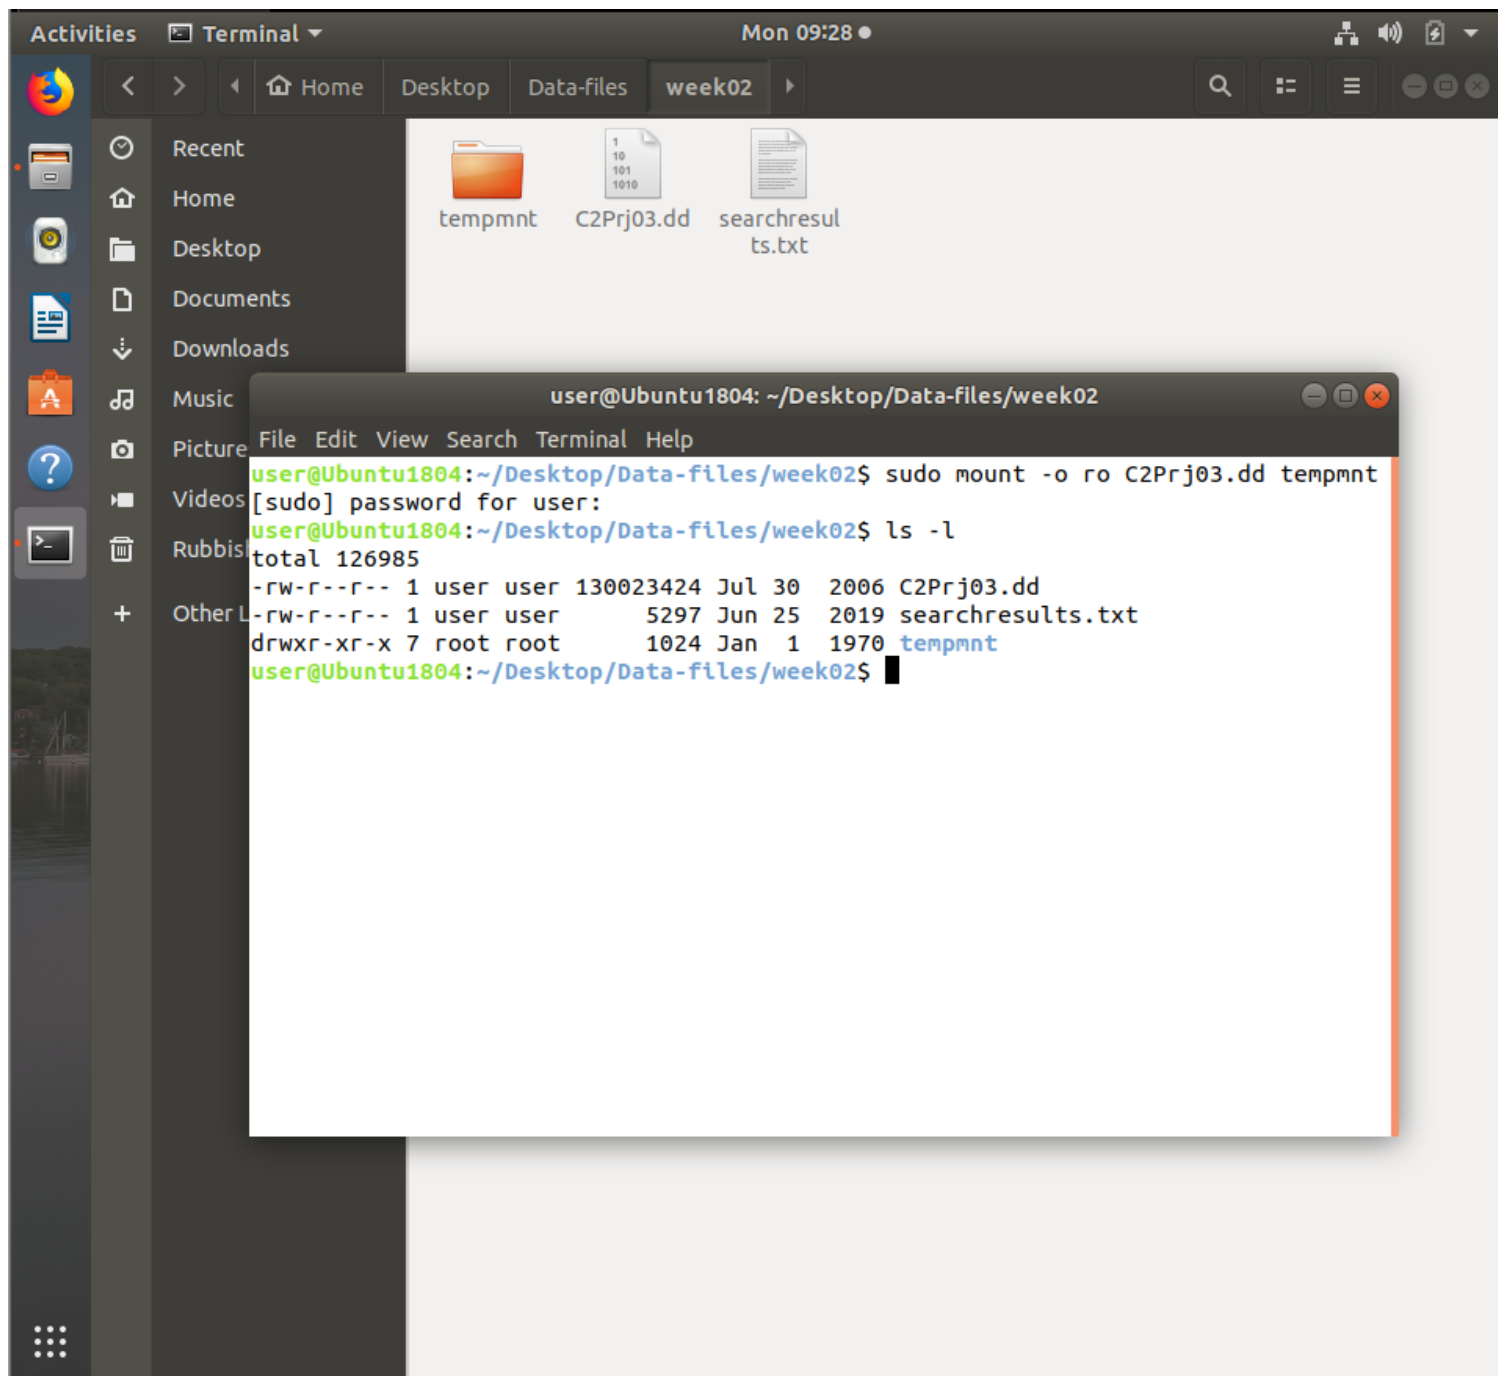 Activities Terminal Mon 09:28
Home Desktop Data-files week02
Recent
Home
Desktop
Documents
Downloads
Music
Picture
Videos
Rubbis
Other L
1
10
101
1010
tempmnt C2Prj03.dd searchresul
ts.txt
user@Ubuntu1804: ~/Desktop/Data-files/week02
File Edit View Search Terminal Help
user@Ubuntu1804:~/Desktop/Data-files/week02$ sudo mount -o ro C2Prj03.dd tempmnt
[sudo] password for user:
user@Ubuntu1804:~/Desktop/Data-files/week02$ ls -l
total 126985
-rw-r--r-- 1 user user 130023424 Jul 30  2006 C2Prj03.dd
-rw-r--r-- 1 user user      5297 Jun 25  2019 searchresults.txt
drwxr-xr-x 7 root root      1024 Jan  1  1970 tempmnt
user@Ubuntu1804:~/Desktop/Data-files/week02$